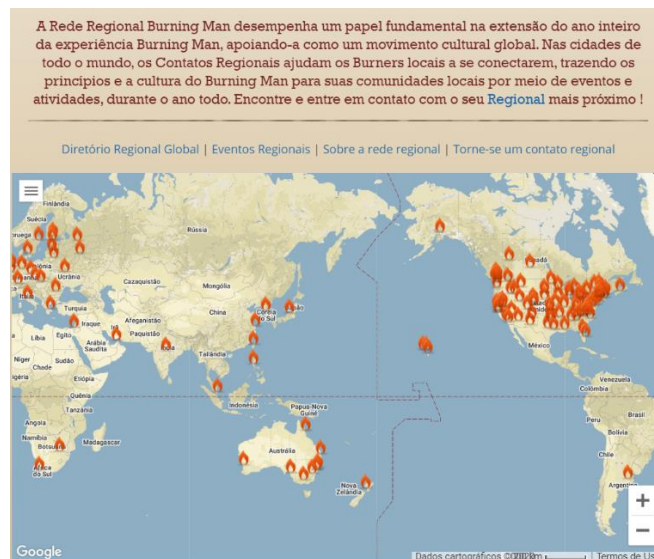 A Rede Regional Burning Man desempenha um papel fundamental na extensão do ano inteiro
da experiência Burning Man, apoiando-a como um movimento cultural global. Nas cidades de
todo o mundo, os Contatos Regionais ajudam os Burners locais a se conectarem, trazendo os
princípios e a cultura do Burning Man para suas comunidades locais por meio de eventos e
atividades, durante o ano todo. Encontre e entre em contato com o seu Regional mais próximo !
Diretório Regional Global | Eventos Regionais | Sobre a rede regional | Torne-se um contato regional
Finlândia
Suécia
Rússia
Ucrânia
Cazaquistão
Mongólia
Turquia
China
Coreia do Sul
Afeganistão
Iraque
Paquistão
Líbia
Egito
Arábia Saudita
Tailândia
Níger
Chade
Sudão
Etiópia
Quênia
Tanzânia
Indonésia
Papua-Nova Guiné
Angola
Namíbia
Madagascar
África do Sul
Austrália
Nova Zelândia
México
Venezuela
Colômbia
Peru
Brasil
Bolívia
Chile
Argentina
+
−
Google
Dados cartográficos
Termos de Us